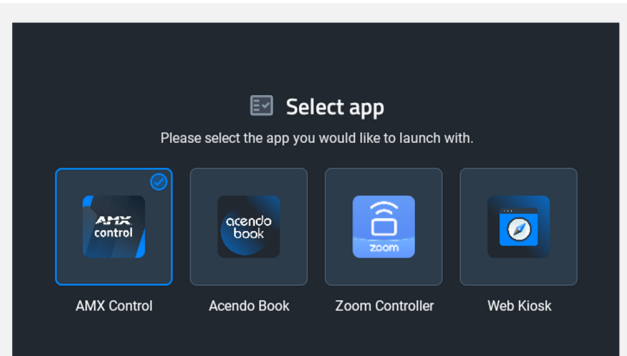 Select app
Please select the app you would like to launch with.
AMX
control
acendo
book
zoom
AMX Control
Acendo Book
Zoom Controller
Web Kiosk